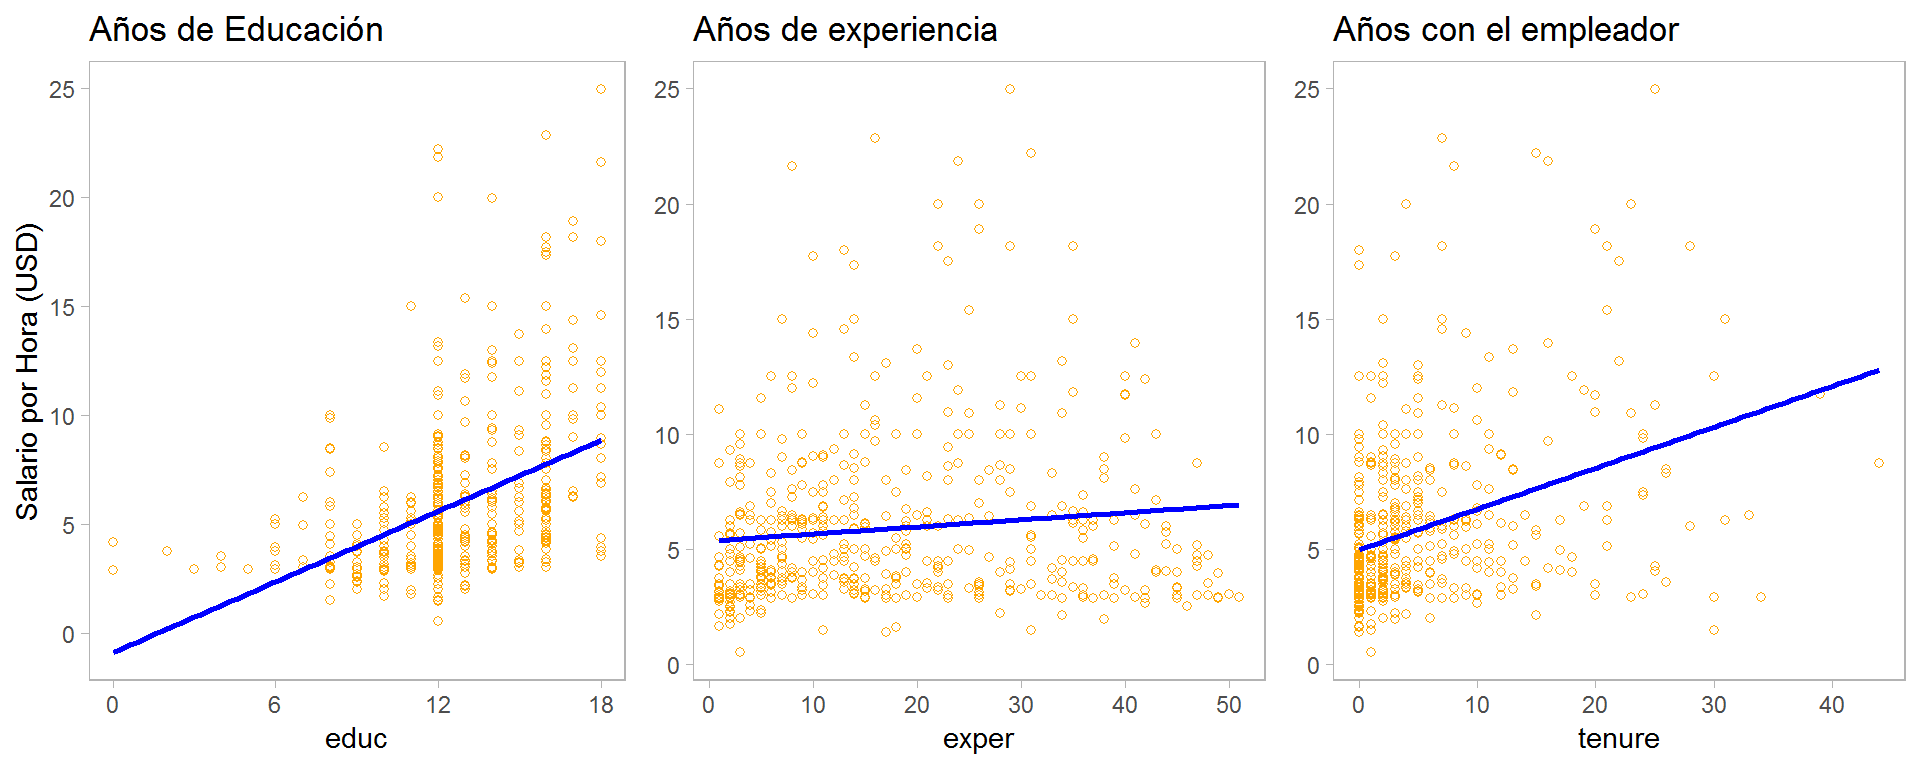 Años de Educación
Años de experiencia
Años con el empleador
Salario por Hora (USD)
25
20
15
10
5
0
0 6 12 18
educ
25
20
15
10
5
0
0 10 20 30 40 50
exper
25
20
15
10
5
0
0 10 20 30 40
tenure